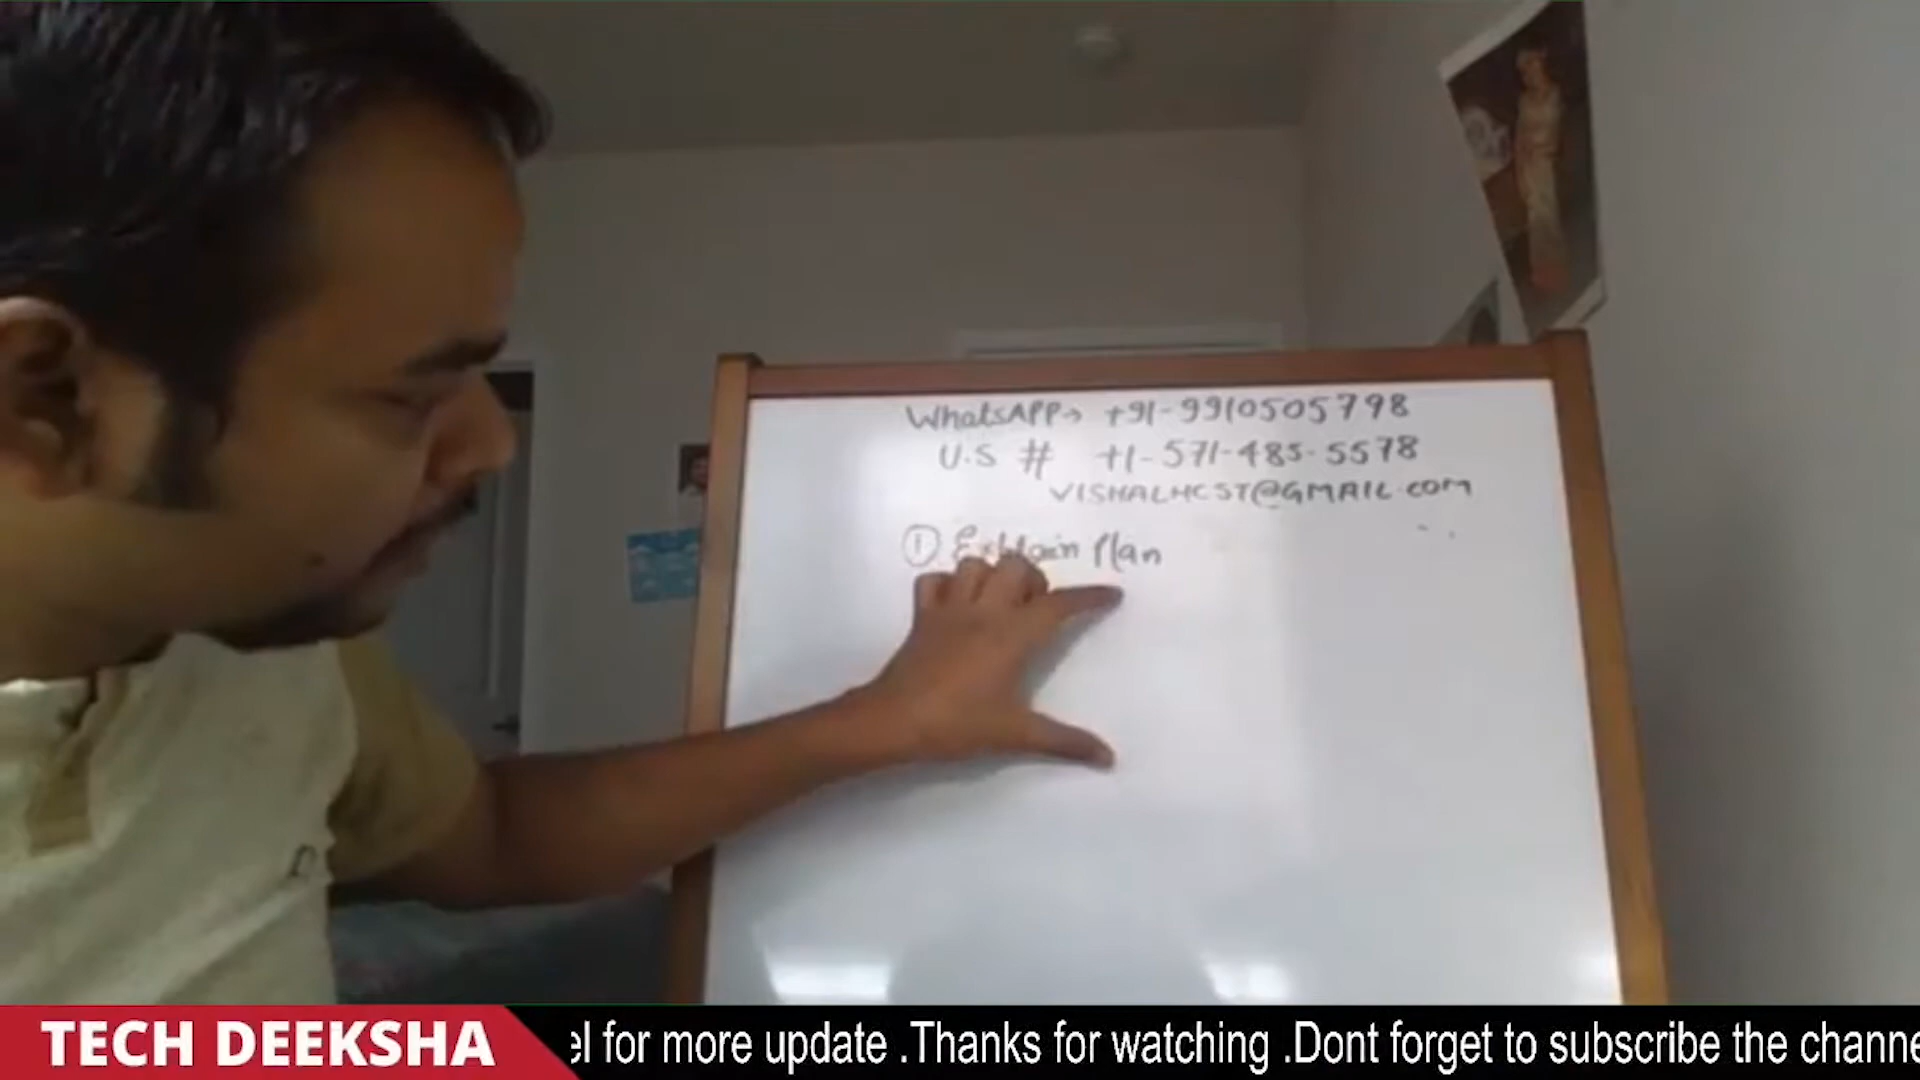 WhatsAPP→ +91-9910505798
U.S # +1-571-485-5578
VISHALHCST@GMAIL.COM
① Explain Plan
TECH DEEKSHA
el for more update .Thanks for watching .Dont forget to subscribe the channe